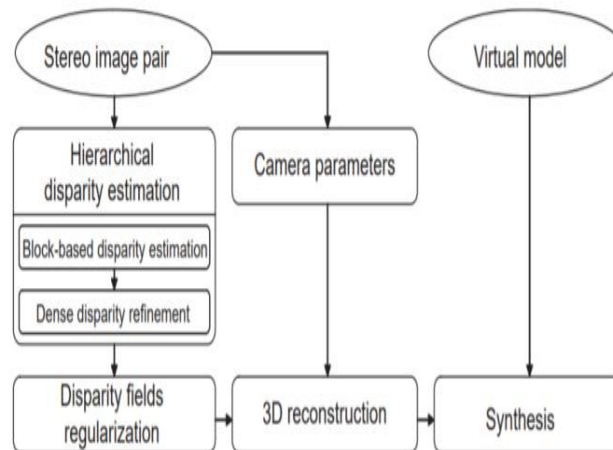 Stereo image pair
Virtual model
Hierarchical
disparity estimation
Camera parameters
Block-based disparity estimation
Dense disparity refinement
Disparity fields
regularization
3D reconstruction
Synthesis